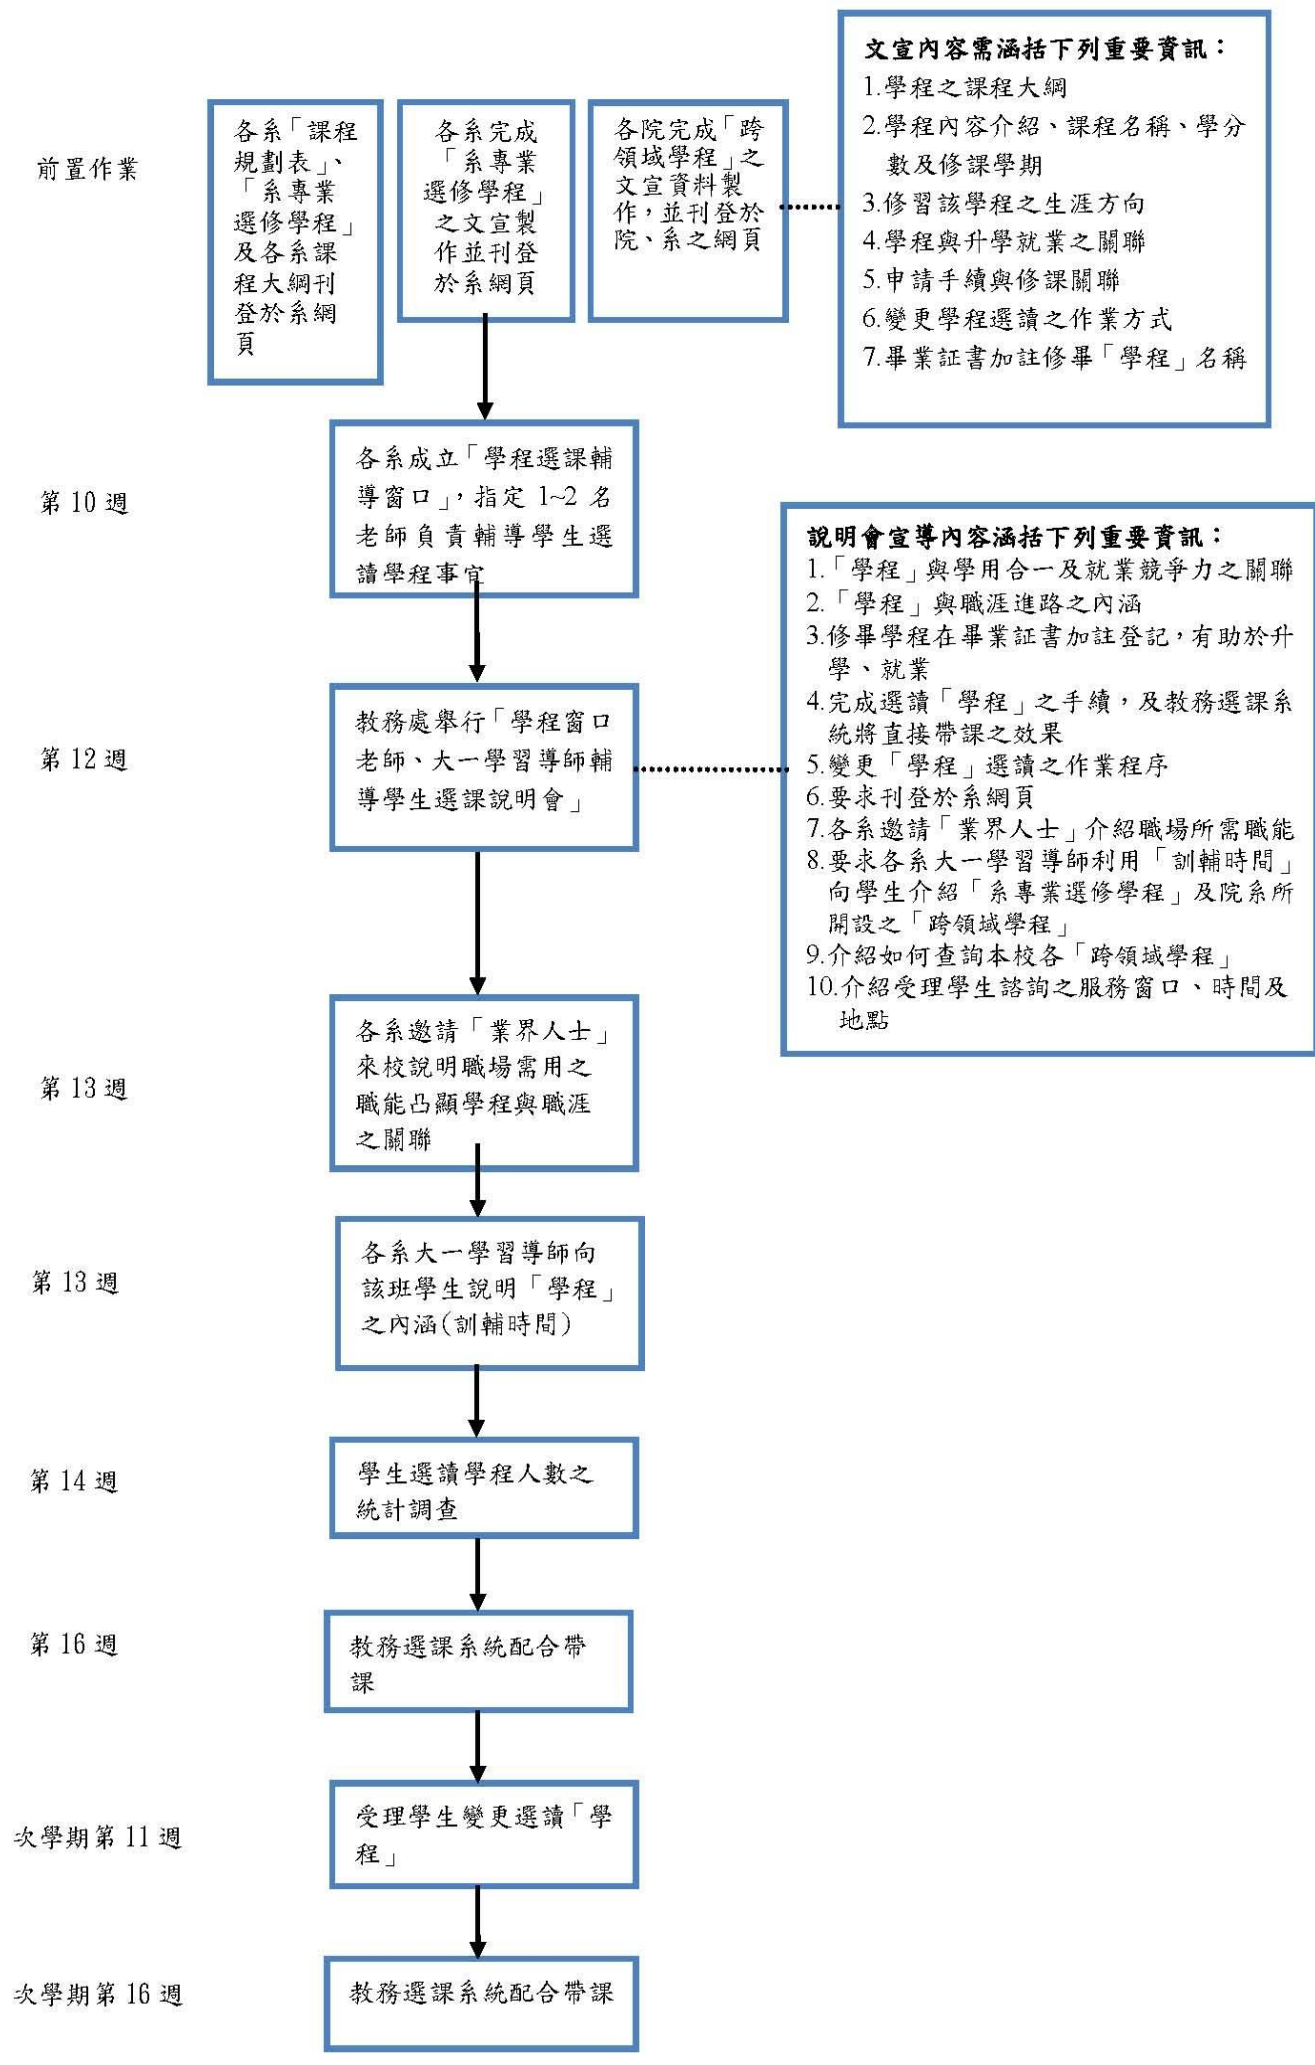 前置作業
各系「課程
規劃表」、
「系專業
選修學程」
及各系課
程大綱刊
登於系網
頁
各系完成
「系專業
選修學程」
之文宣製
作並刊登
於系網頁
各院完成「跨
領域學程」之
文宣資料製
作，並刊登於
院、系之網頁
文宣內容需涵括下列重要資訊：
1.學程之課程大綱
2.學程內容介紹、課程名稱、學分
數及修課學期
3.修習該學程之生涯方向
4.學程與升學就業之關聯
5.申請手續與修課關聯
6.變更學程選讀之作業方式
7.畢業証書加註修畢「學程」名稱
第 10 週
各系成立「學程選課輔
導窗口」，指定 1~2 名
老師負責輔導學生選
讀學程事宜
第 12 週
教務處舉行「學程窗口
老師、大一學習導師輔
導學生選課說明會」
說明會宣導內容涵括下列重要資訊：
1.「學程」與學用合一及就業競爭力之關聯
2.「學程」與職涯進路之內涵
3.修畢學程在畢業証書加註登記，有助於升
學、就業
4.完成選讀「學程」之手續，及教務選課系
統將直接帶課之效果
5.變更「學程」選讀之作業程序
6.要求刊登於系網頁
7.各系邀請「業界人士」介紹職場所需職能
8.要求各系大一學習導師利用「訓輔時間」
向學生介紹「系專業選修學程」及院系所
開設之「跨領域學程」
9.介紹如何查詢本校各「跨領域學程」
10.介紹受理學生諮詢之服務窗口、時間及
地點
第 13 週
各系邀請「業界人士」
來校說明職場需用之
職能凸顯學程與職涯
之關聯
第 13 週
各系大一學習導師向
該班學生說明「學程」
之內涵(訓輔時間)
第 14 週
學生選讀學程人數之
統計調查
第 16 週
教務選課系統配合帶
課
次學期第 11 週
受理學生變更選讀「學
程」
次學期第 16 週
教務選課系統配合帶課